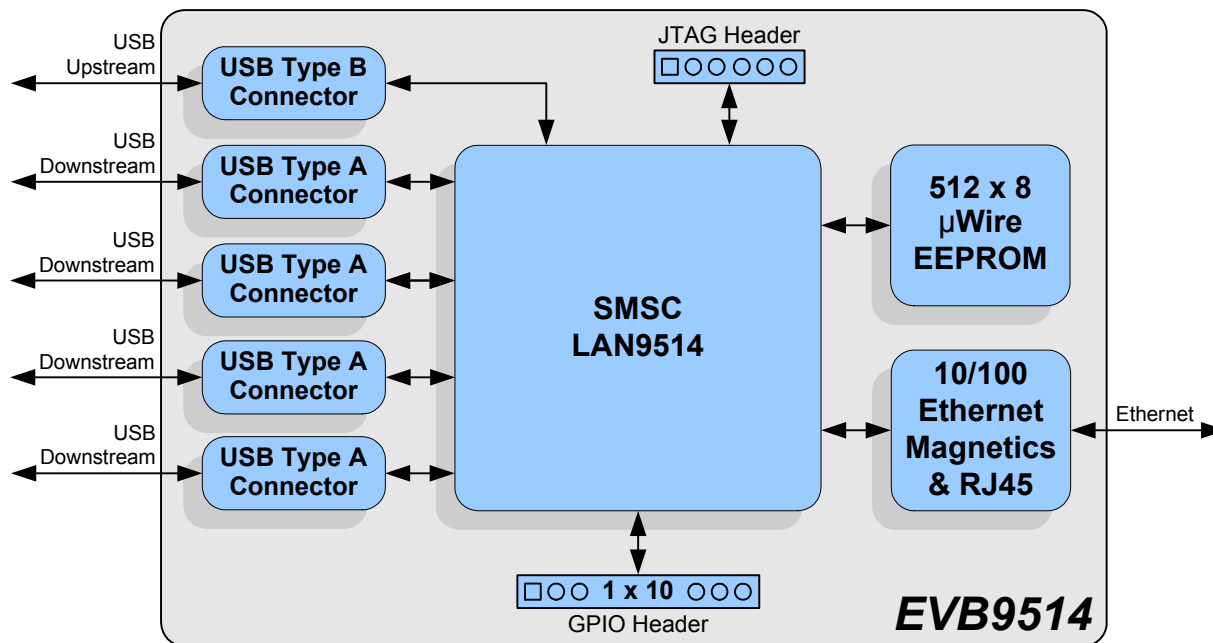 USB
Upstream
USB Type B
Connector
JTAG Header
USB
Downstream
USB Type A
Connector
USB
Downstream
USB Type A
Connector
USB
Downstream
USB Type A
Connector
USB
Downstream
USB Type A
Connector
SMSC
LAN9514
512 x 8
µWire
EEPROM
10/100
Ethernet
Magnetics
& RJ45
Ethernet
1 x 10
GPIO Header
EVB9514